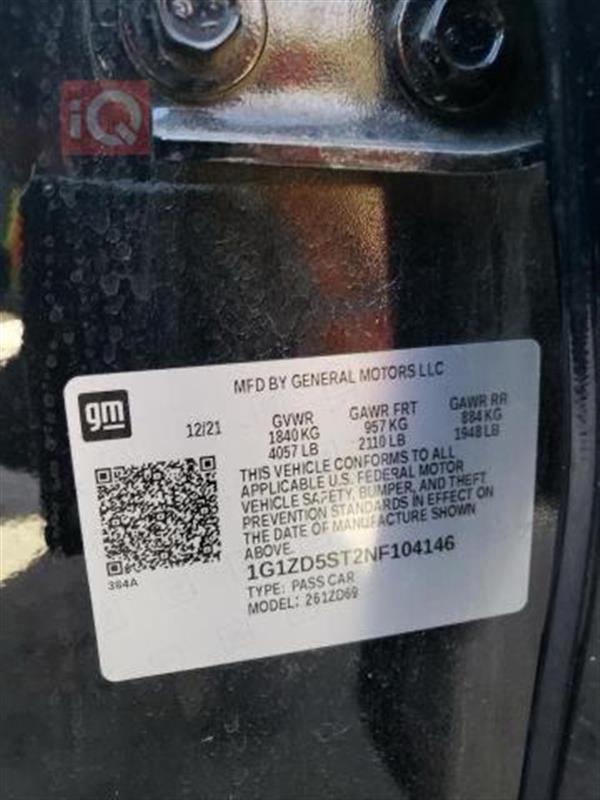 iQ
MFD BY GENERAL MOTORS LLC
gm
12/21
GVWR GAWR FRT GAWR RR
1840 KG 957 KG 884 KG
4057 LB 2110 LB 1948 LB
THIS VEHICLE CONFORMS TO ALL
APPLICABLE U.S. FEDERAL MOTOR
VEHICLE SAFETY, BUMPER, AND THEFT
PREVENTION STANDARDS IN EFFECT ON
THE DATE OF MANUFACTURE SHOWN
ABOVE.
1G1ZD5ST2NF104146
TYPE: PASS CAR
MODEL: 261ZD69
364A